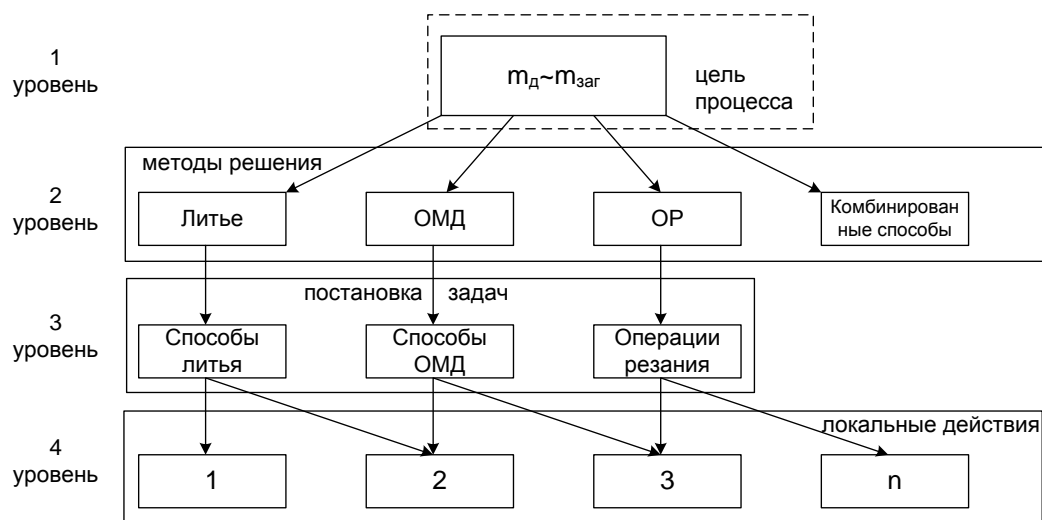 1
уровень
mд~mзаг
цель
процесса
методы решения
2
уровень
Литье
ОМД
ОР
Комбинирован
ные способы
постановка задач
3
уровень
Способы
литья
Способы
ОМД
Операции
резания
локальные действия
4
уровень
1
2
3
n